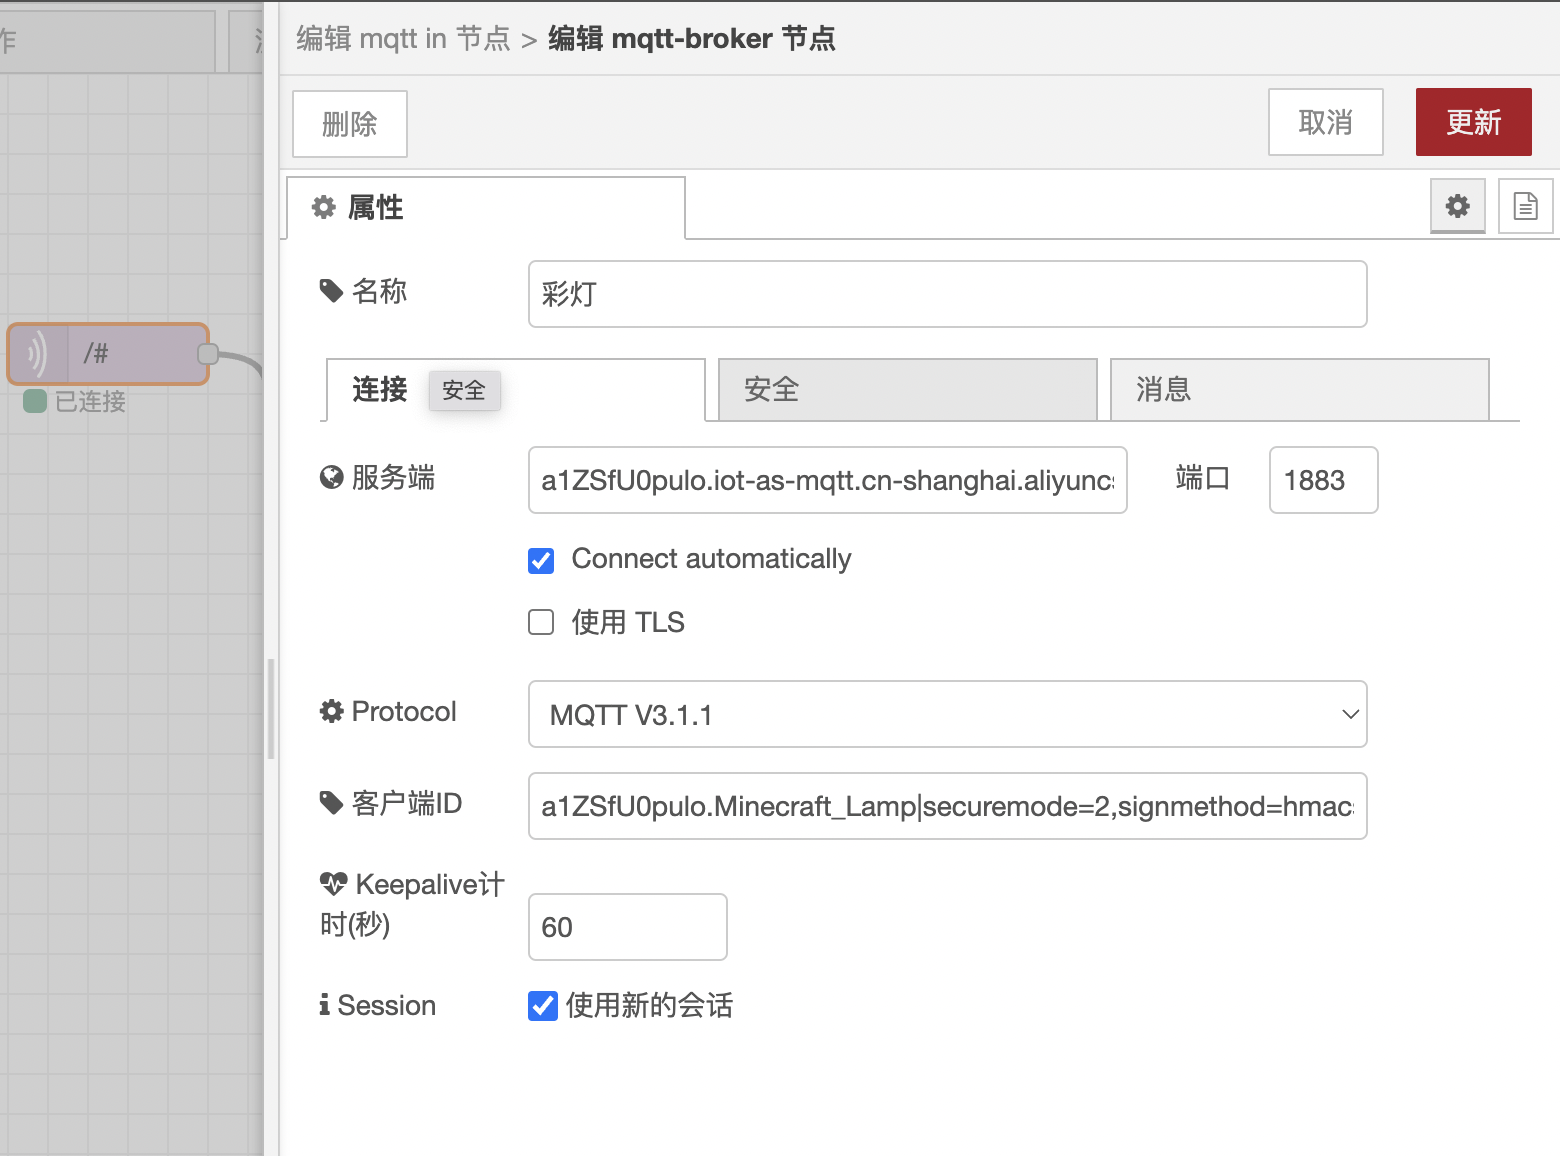 作
编辑 mqtt in 节点 > 编辑 mqtt-broker 节点
删除
取消
更新
属性
名称
彩灯
连接
安全
安全
消息
服务端
a1ZSfU0pulo.iot-as-mqtt.cn-shanghai.aliyuncs
端口
1883
Connect automatically
使用 TLS
Protocol
MQTT V3.1.1
客户端ID
a1ZSfU0pulo.Minecraft_Lamp|securemode=2,signmethod=hmacs
Keepalive计
时(秒)
60
Session
使用新的会话
/#
已连接